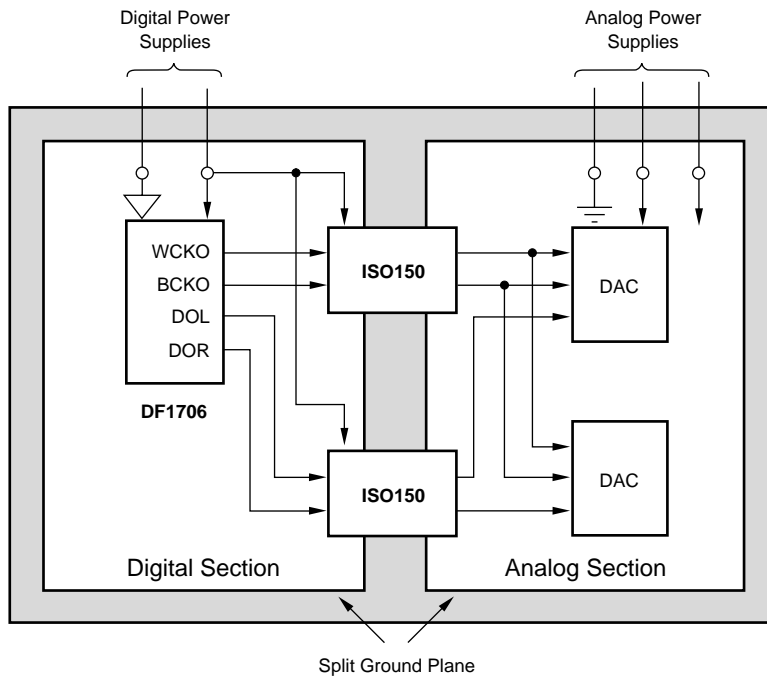 Digital Power
Supplies
Analog Power
Supplies
WCKO
BCKO
DOL
DOR
DF1706
ISO150
ISO150
DAC
DAC
Digital Section
Analog Section
Split Ground Plane